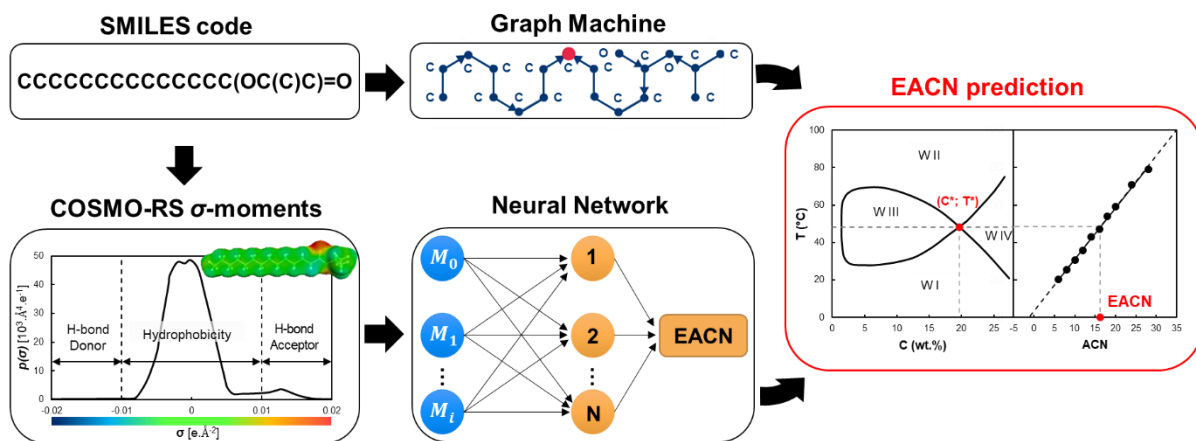 SMILES code
CCCCCCCCCCCCCC(OC(C)C)=O
Graph Machine
C C C C C C C C C C C O C O C C C
EACN prediction
100
80
60
40
20
0
T (°C)
W II
W III
(C*; T*)
W IV
W I
EACN
0 5 10 15 20 25 -5 0 5 10 15 20 25 30 35
C (wt.%)
ACN
COSMO-RS σ-moments
50
40
30
20
10
0
p(σ) [10³.Å⁴.e⁻¹]
H-bond
Donor
Hydrophobicity
H-bond
Acceptor
-0.02 -0.01 0 0.01 0.02
σ [e.Å⁻²]
Neural Network
M₀
M₁
⋮
Mᵢ
1
2
⋮
N
EACN